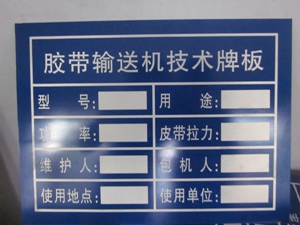 胶带输送机技术牌板
型 号: 用 途:
功 率: 皮带拉力:
维 护 人: 包 机 人:
使用地点: 使用单位: